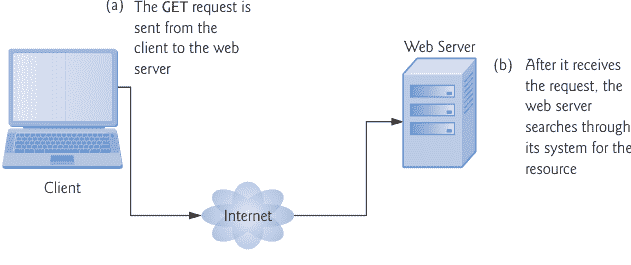 (a) The GET request is
sent from the
client to the web
server
Web Server
(b) After it receives
the request, the
web server
searches through
its system for the
resource
Client
Internet